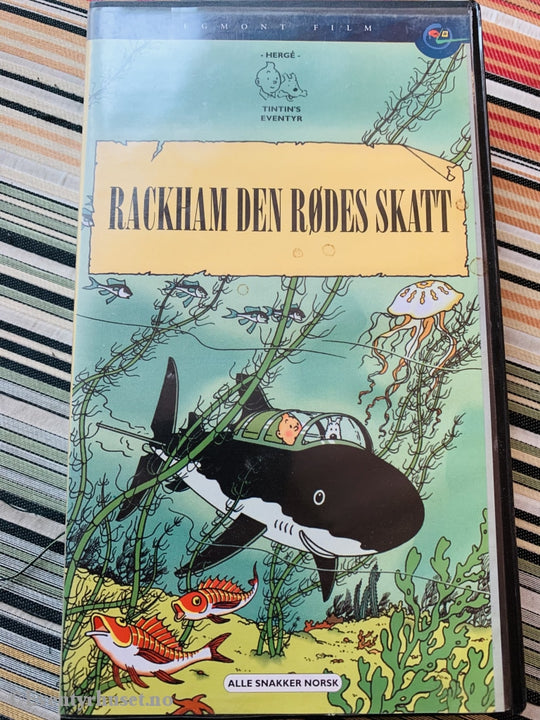 EGMONT FILM
- HERGÉ -
TINTIN'S
EVENTYR
RACKHAM DEN RØDES SKATT
ALLE SNAKKER NORSK